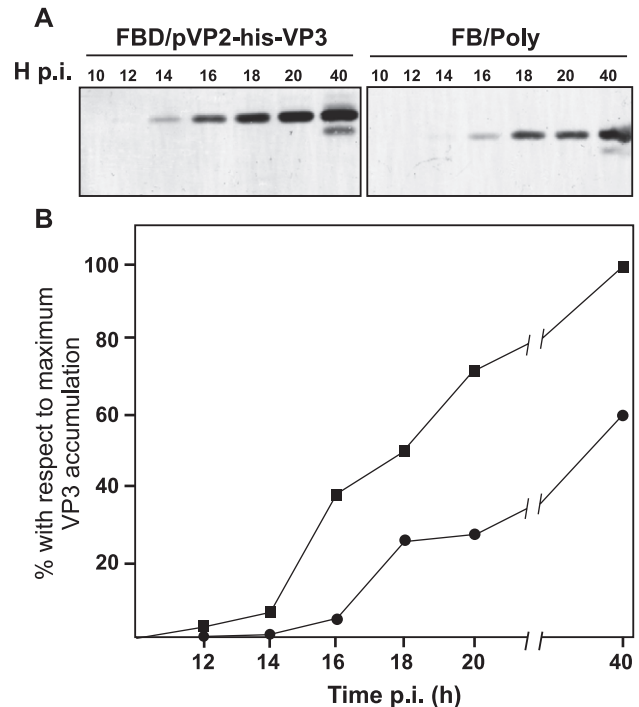 A
FBD/pVP2-his-VP3 FB/Poly
H p.i. 10 12 14 16 18 20 40 10 12 14 16 18 20 40
B
% with respect to maximum
VP3 accumulation
100
80
60
40
20
12 14 16 18 20 40
Time p.i. (h)